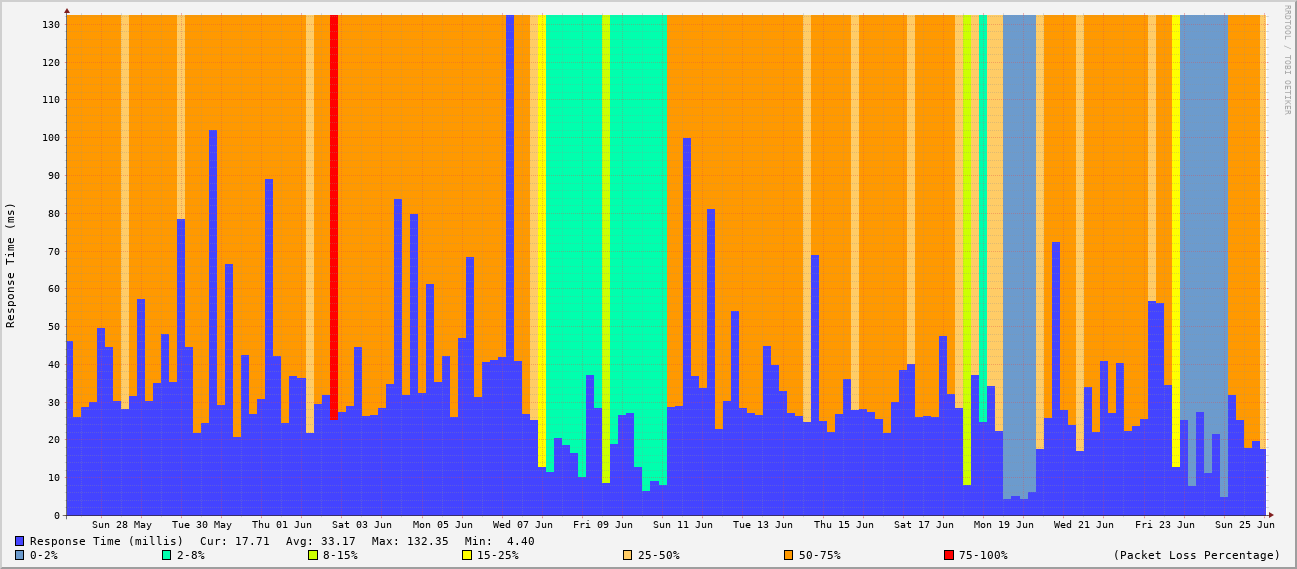 RRDTOOL / TOBI OETIKER
Response Time (ms)
130
120
110
100
90
80
70
60
50
40
30
20
10
0
Sun 28 May Tue 30 May Thu 01 Jun Sat 03 Jun Mon 05 Jun Wed 07 Jun Fri 09 Jun Sun 11 Jun Tue 13 Jun Thu 15 Jun Sat 17 Jun Mon 19 Jun Wed 21 Jun Fri 23 Jun Sun 25 Jun
Response Time (millis) Cur: 17.71 Avg: 33.17 Max: 132.35 Min: 4.40
0-2% 2-8% 8-15% 15-25% 25-50% 50-75% 75-100% (Packet Loss Percentage)